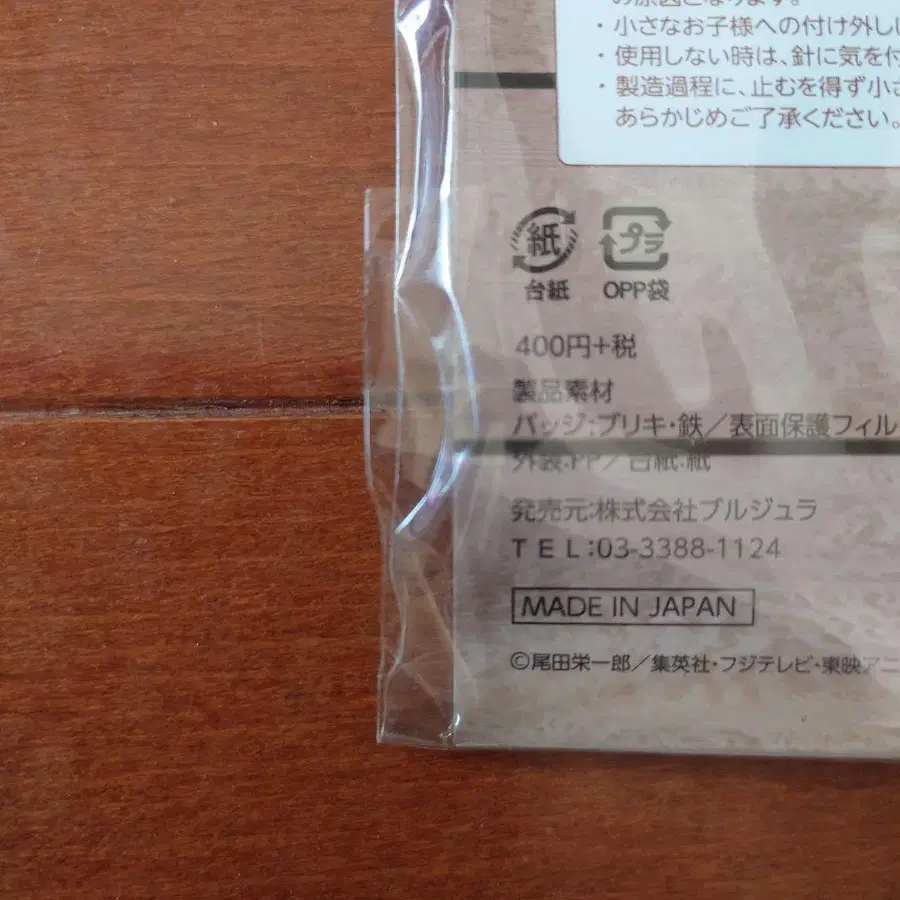 の原因となります。
・小さなお子様への付け外しは
・使用しない時は、針に気を付
・製造過程に、止むを得ず小さ
あらかじめご了承ください。
紙 プラ
台紙 OPP袋
400円+税
製品素材
バッジ:ブリキ・鉄／表面保護フィル
外装:PP／台紙:紙
発売元:株式会社ブルジュラ
TEL:03-3388-1124
MADE IN JAPAN
©尾田栄一郎／集英社・フジテレビ・東映アニ